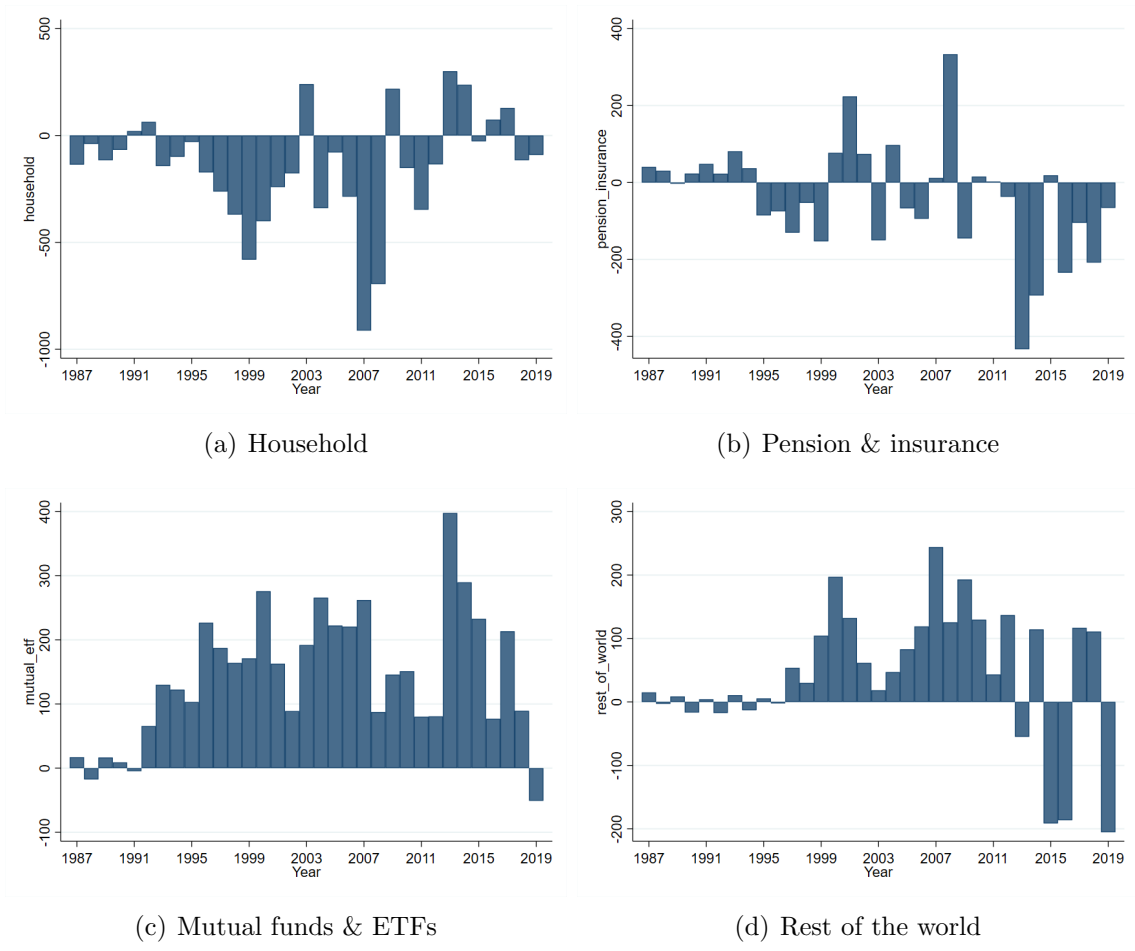 500
0
-500
-1000
household
1987 1991 1995 1999 2003 2007 2011 2015 2019
Year
(a) Household
400
200
0
-200
-400
pension_insurance
1987 1991 1995 1999 2003 2007 2011 2015 2019
Year
(b) Pension & insurance
400
300
200
100
0
-100
mutual_etf
1987 1991 1995 1999 2003 2007 2011 2015 2019
Year
(c) Mutual funds & ETFs
300
200
100
0
-100
-200
rest_of_world
1987 1991 1995 1999 2003 2007 2011 2015 2019
Year
(d) Rest of the world